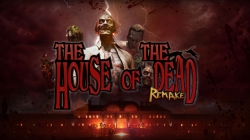 THE HOUSE OF THE DEAD
REMAKE